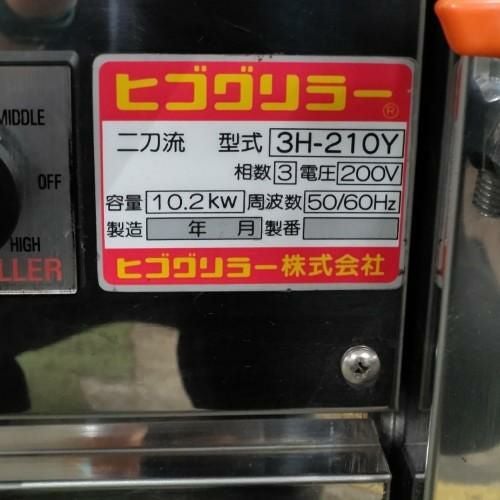 ヒゴグリラー®
二刀流 型式 3H-210Y
相数 3 電圧 200V
容量 10.2kw 周波数 50/60Hz
製造 年 月 製番
ヒゴグリラー株式会社
MIDDLE
OFF
HIGH
LLER